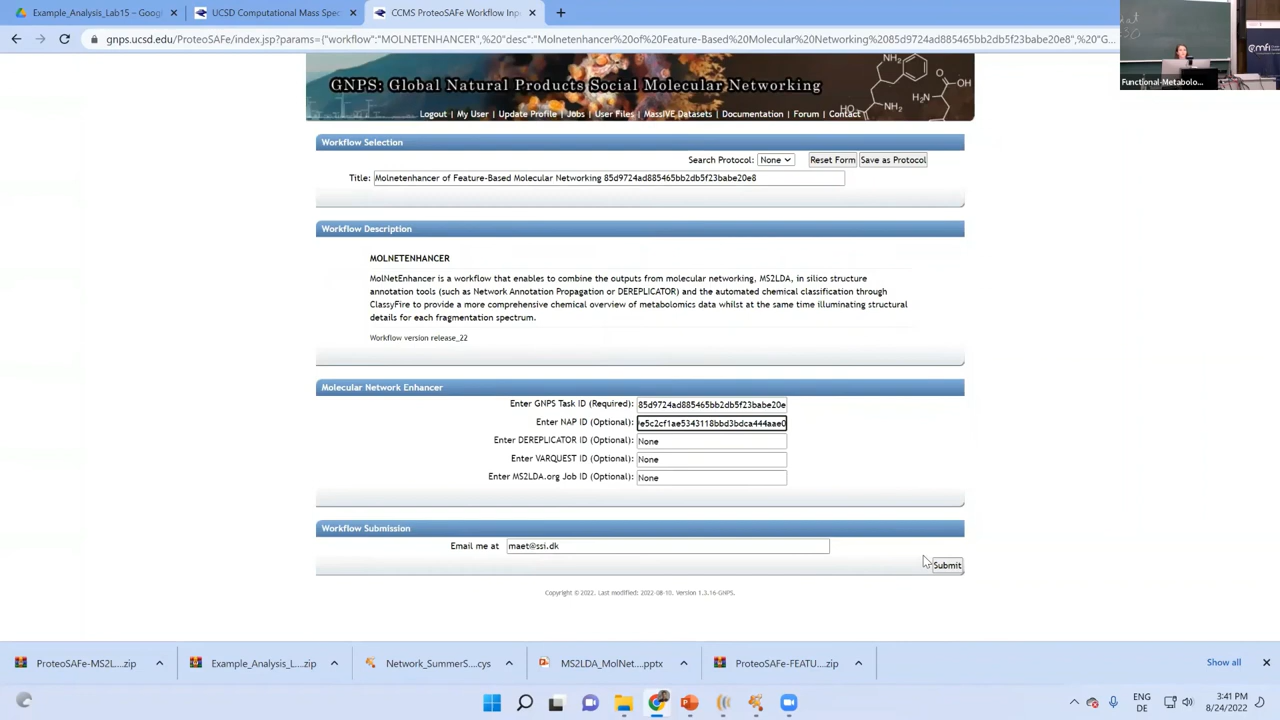 Example_Analysis_Lab15 – Googl
UCSD Computational Mass Spec
CCMS ProteoSAFe Workflow Inp
gnps.ucsd.edu/ProteoSAFe/index.jsp?params={"workflow":"MOLNETENHANCER",%20"desc":"Molnetenhancer%20of%20Feature-Based%20Molecular%20Networking%2085d9724ad885465bb2db5f23babe20e8",%20"G...
GNPS: Global Natural Products Social Molecular Networking
NH₂
OH
H₂N
HO
NH₂
O
Logout | My User | Update Profile | Jobs | User Files | MassIVE Datasets | Documentation | Forum | Contact
Functional-Metabolo...
Workflow Selection
Search Protocol: None Reset Form Save as Protocol
Title: Molnetenhancer of Feature-Based Molecular Networking 85d9724ad885465bb2db5f23babe20e8
Workflow Description
MOLNETENHANCER
MolNetEnhancer is a workflow that enables to combine the outputs from molecular networking, MS2LDA, in silico structure
annotation tools (such as Network Annotation Propagation or DEREPLICATOR) and the automated chemical classification through
ClassyFire to provide a more comprehensive chemical overview of metabolomics data whilst at the same time illuminating structural
details for each fragmentation spectrum.
Workflow version release_22
Molecular Network Enhancer
Enter GNPS Task ID (Required): 85d9724ad885465bb2db5f23babe20e
Enter NAP ID (Optional): e5c2cf1ae5343118bbd3bdca444aae0
Enter DEREPLICATOR ID (Optional): None
Enter VARQUEST ID (Optional): None
Enter MS2LDA.org Job ID (Optional): None
Workflow Submission
Email me at maet@ssi.dk
Submit
Copyright © 2022. Last modified: 2022-08-10. Version 1.3.16-GNPS.
ProteoSAFe-MS2L....zip
Example_Analysis_L....zip
Network_SummerS....cys
MS2LDA_MolNet....pptx
ProteoSAFe-FEATU....zip
Show all
ENG
DE
3:41 PM
8/24/2022